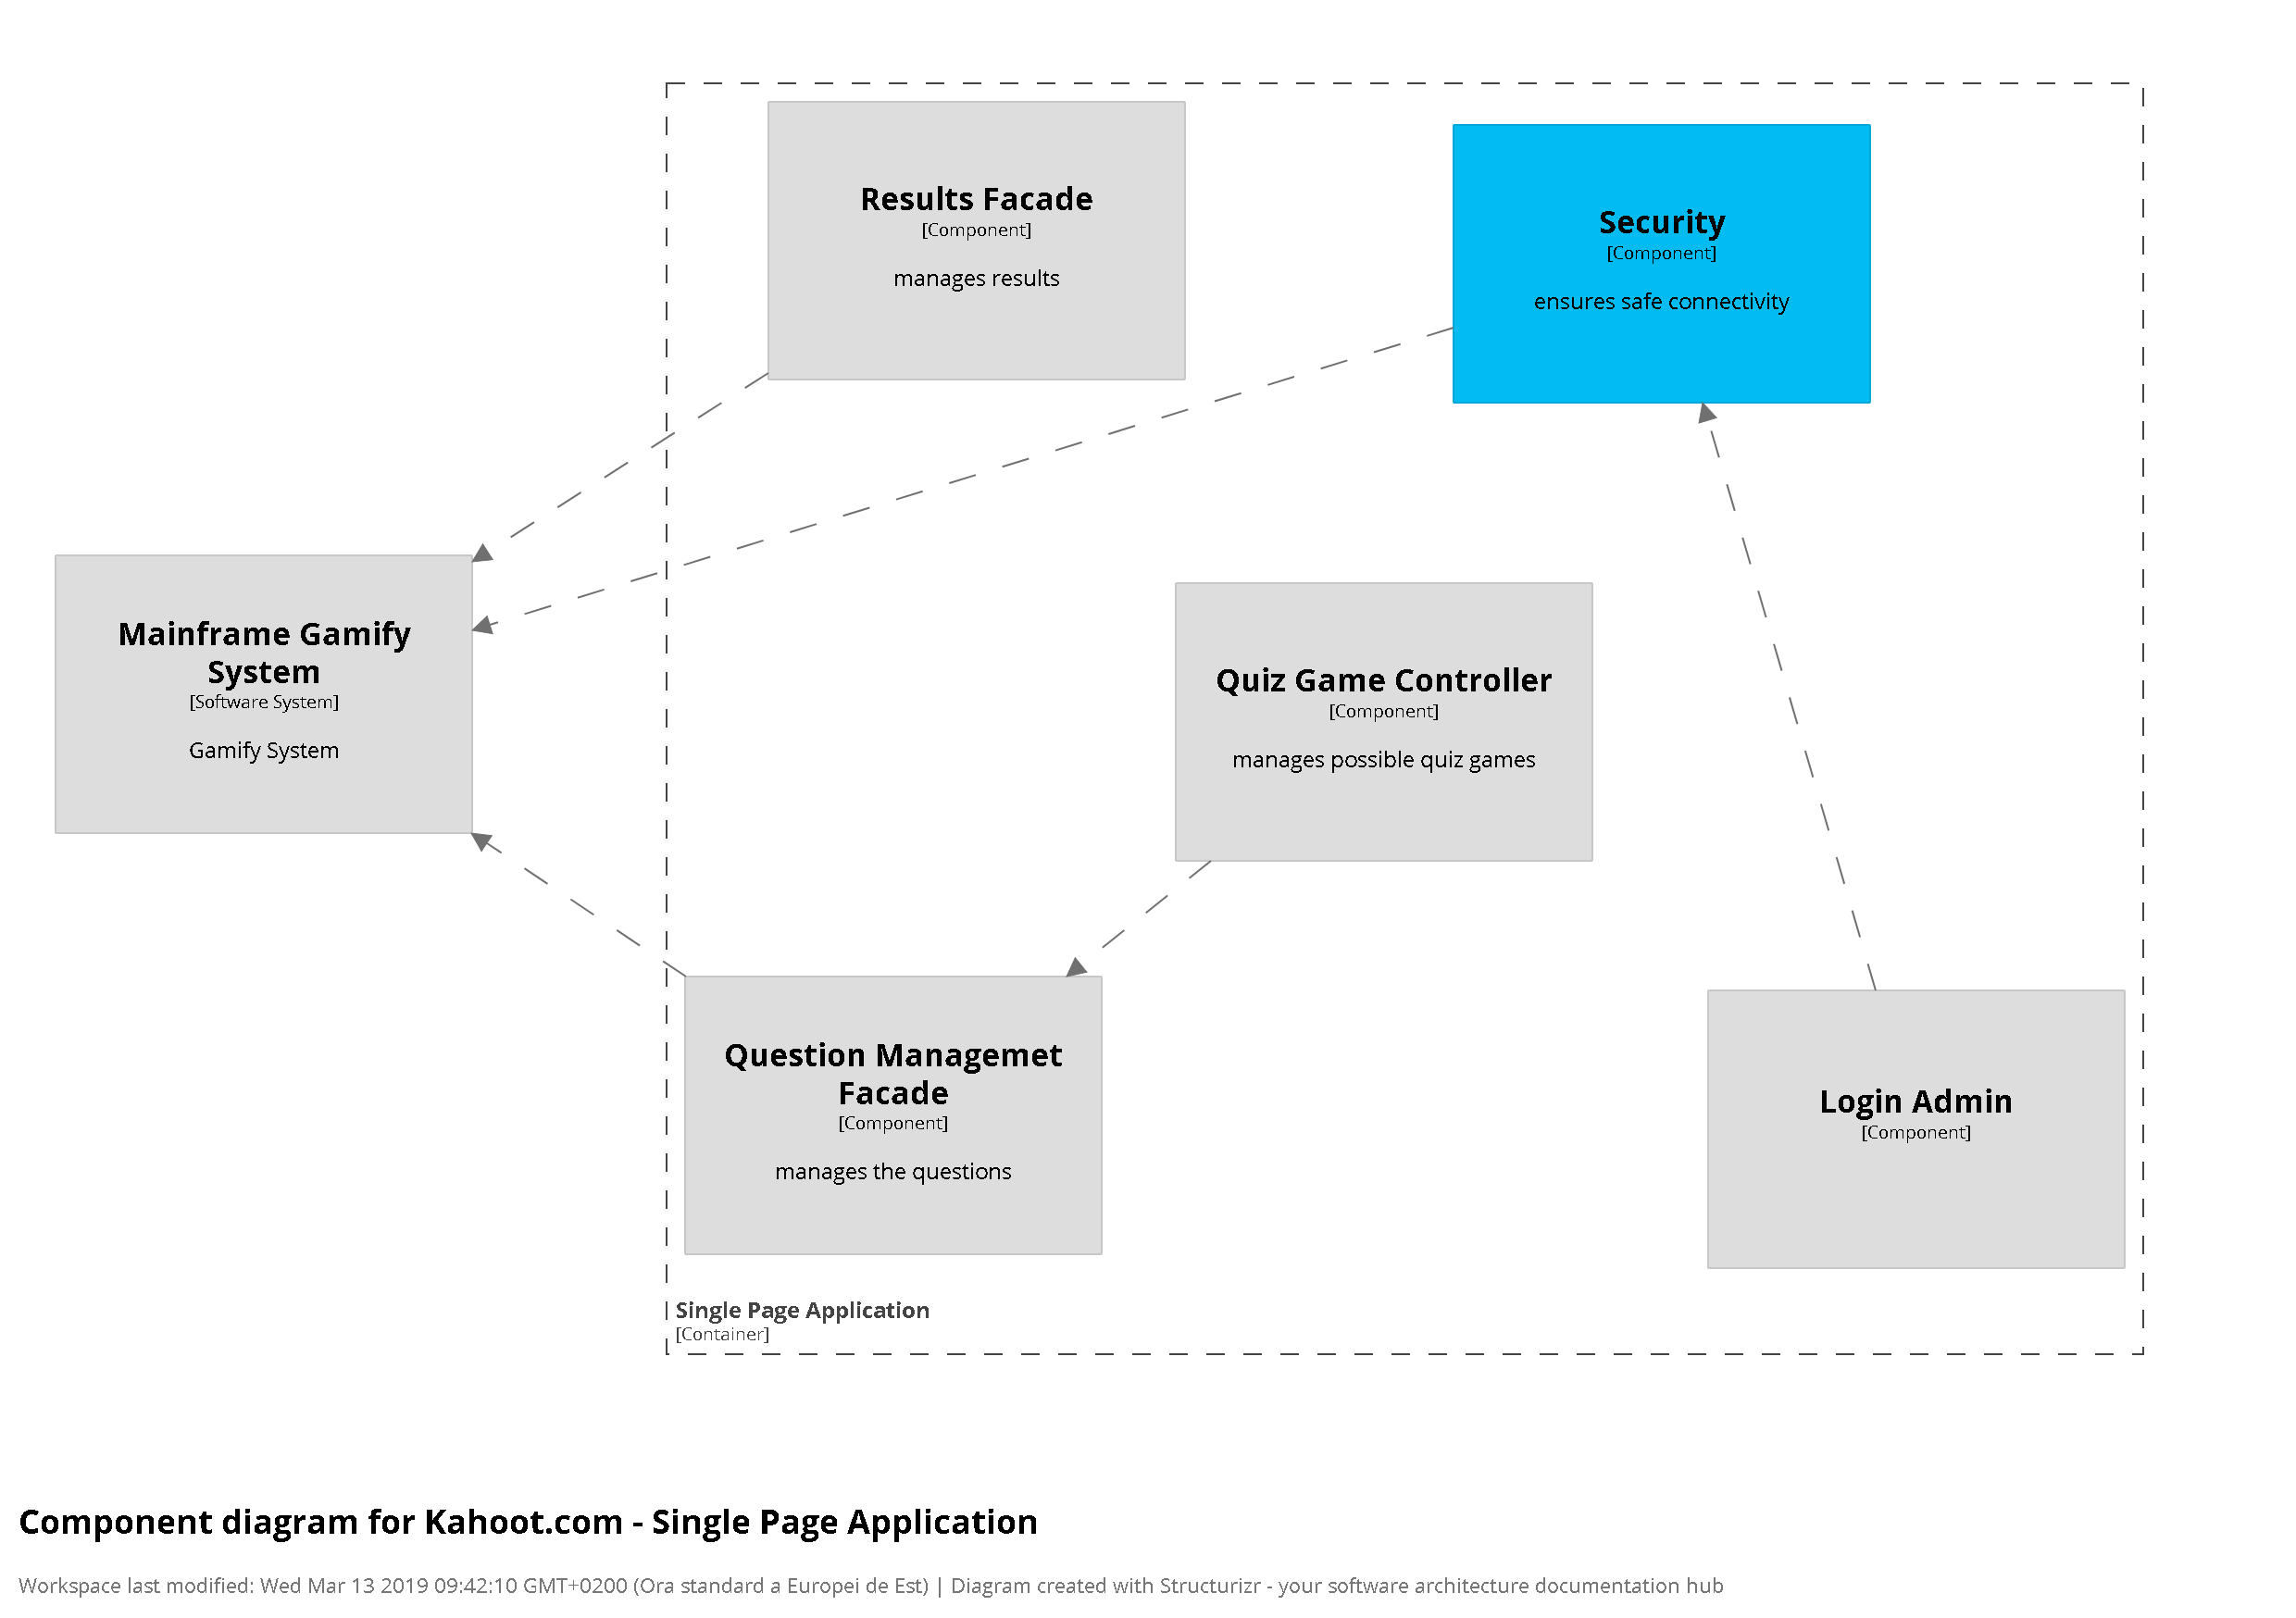 Results Facade
[Component]
manages results
Security
[Component]
ensures safe connectivity
Mainframe Gamify
System
[Software System]
Gamify System
Quiz Game Controller
[Component]
manages possible quiz games
Question Managemet
Facade
[Component]
manages the questions
Login Admin
[Component]
Single Page Application
[Container]
Component diagram for Kahoot.com - Single Page Application
Workspace last modified: Wed Mar 13 2019 09:42:10 GMT+0200 (Ora standard a Europei de Est) | Diagram created with Structurizr - your software architecture documentation hub